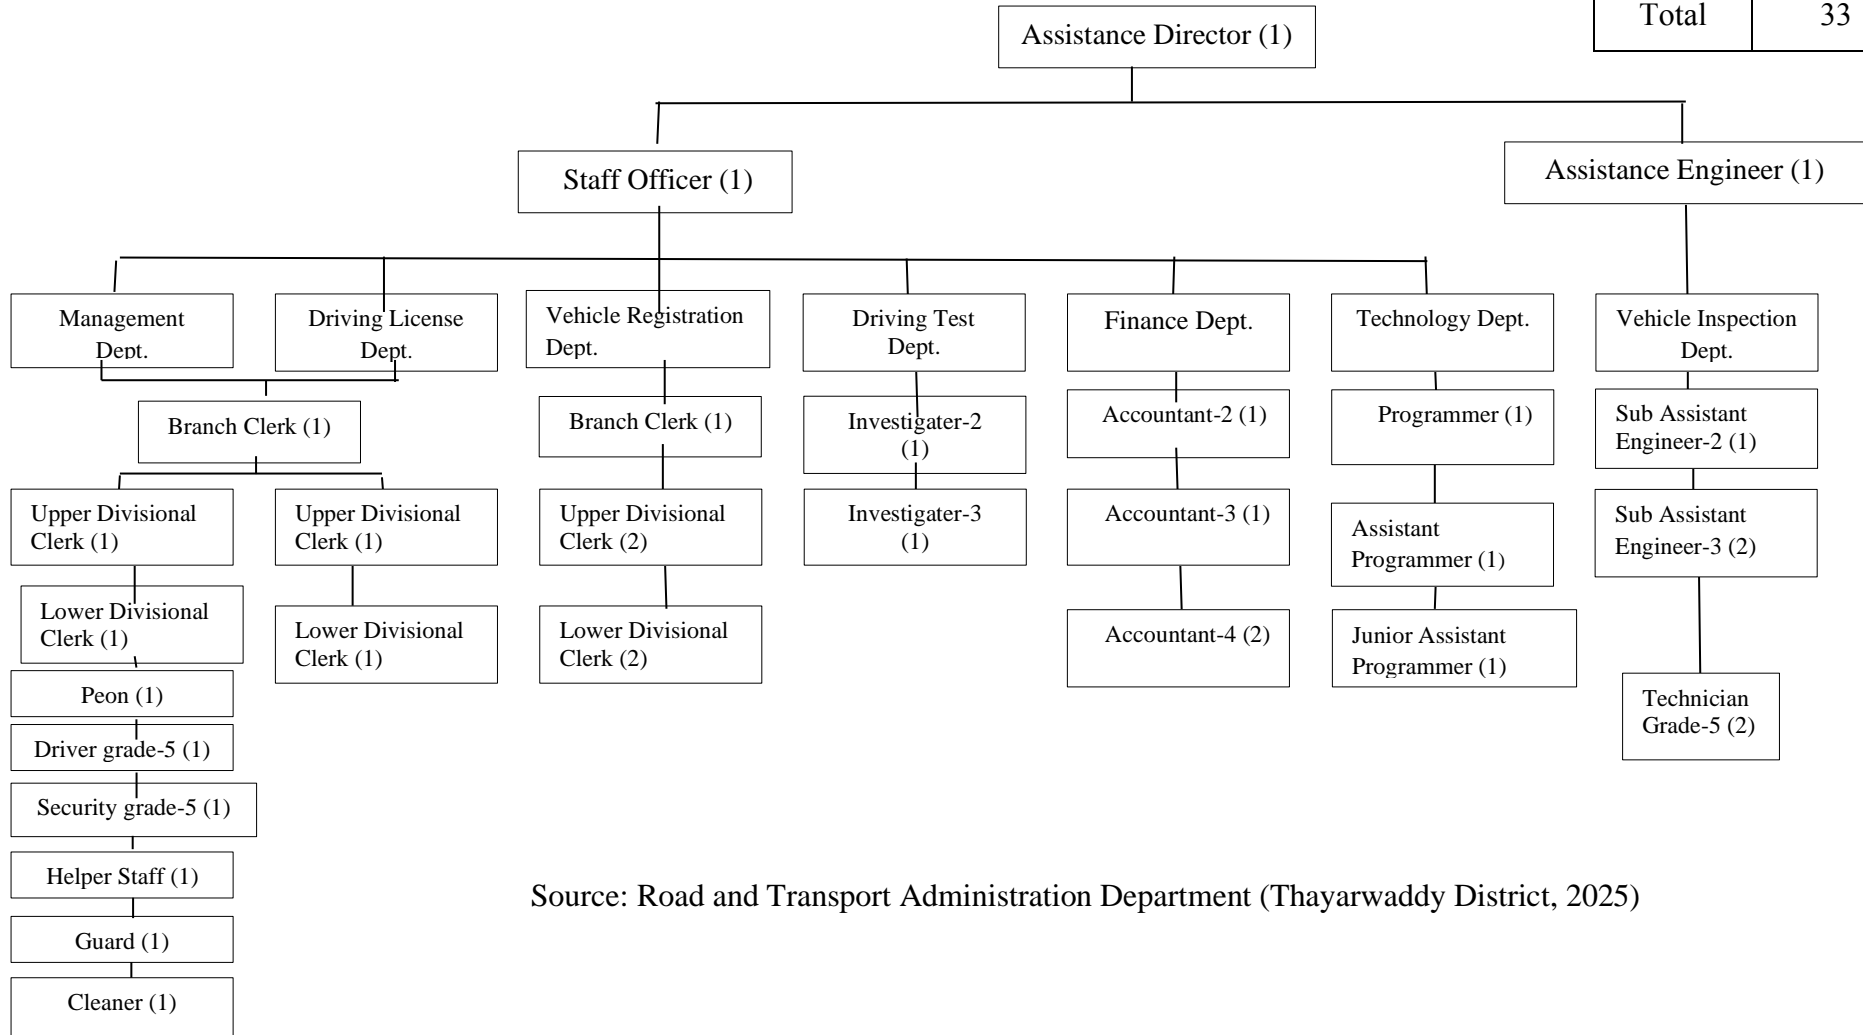 Total 33
Assistance Director (1)
Staff Officer (1)
Assistance Engineer (1)
Management
Dept.
Driving License
Dept.
Vehicle Registration
Dept.
Driving Test
Dept.
Finance Dept.
Technology Dept.
Vehicle Inspection
Dept.
Branch Clerk (1)
Branch Clerk (1)
Investigater-2
(1)
Accountant-2 (1)
Programmer (1)
Sub Assistant
Engineer-2 (1)
Upper Divisional
Clerk (1)
Upper Divisional
Clerk (1)
Upper Divisional
Clerk (2)
Investigater-3
(1)
Accountant-3 (1)
Assistant
Programmer (1)
Sub Assistant
Engineer-3 (2)
Lower Divisional
Clerk (1)
Lower Divisional
Clerk (1)
Lower Divisional
Clerk (2)
Accountant-4 (2)
Junior Assistant
Programmer (1)
Technician
Grade-5 (2)
Peon (1)
Driver grade-5 (1)
Security grade-5 (1)
Helper Staff (1)
Guard (1)
Cleaner (1)
Source: Road and Transport Administration Department (Thayarwaddy District, 2025)